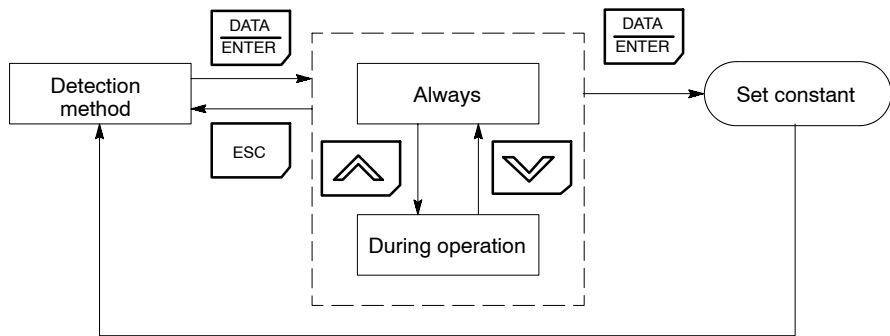 DATA
ENTER
DATA
ENTER
Detection
method
Always
Set constant
ESC
During operation